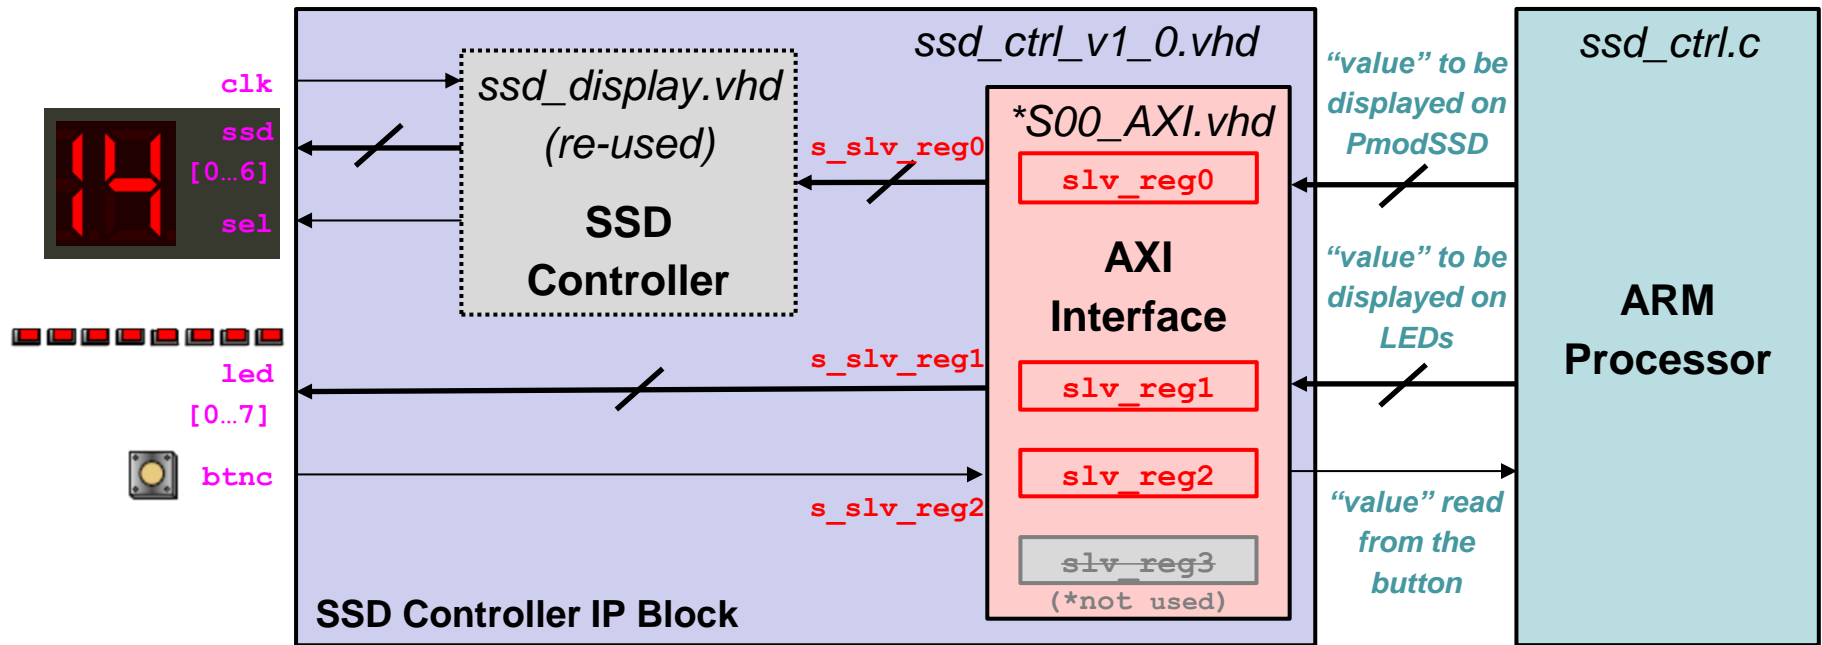 clk
ssd
[0…6]
sel
14
led
[0…7]
btnc
ssd_ctrl_v1_0.vhd
ssd_display.vhd
(re-used)
SSD
Controller
s_slv_reg0
s_slv_reg1
s_slv_reg2
*S00_AXI.vhd
slv_reg0
AXI
Interface
slv_reg1
slv_reg2
slv_reg3
(*not used)
SSD Controller IP Block
“value” to be
displayed on
PmodSSD
“value” to be
displayed on
LEDs
“value” read
from the
button
ssd_ctrl.c
ARM
Processor